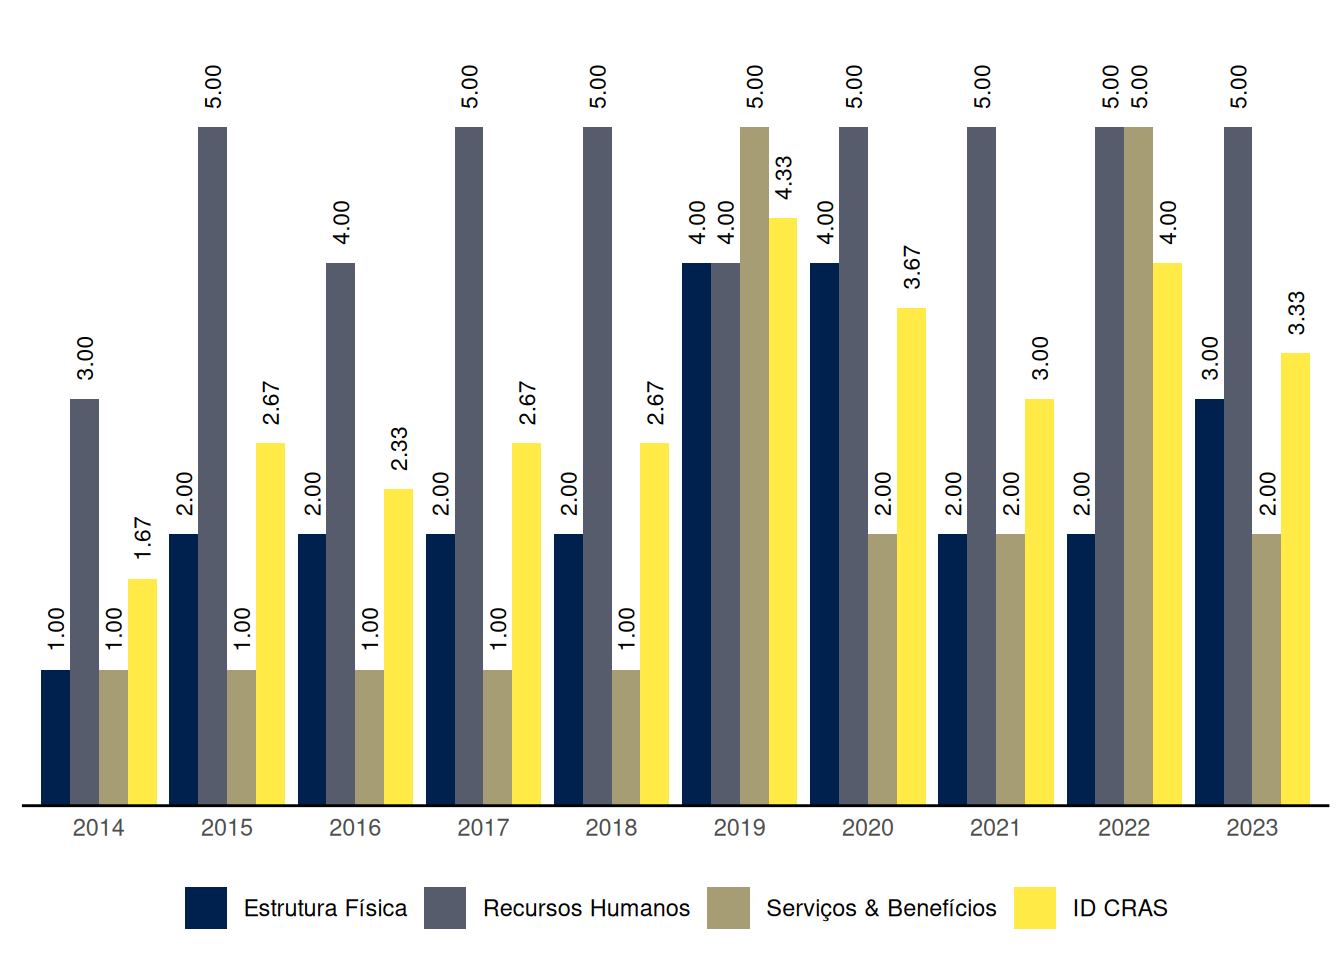 1.00 3.00 1.00 1.67
2.00 5.00 1.00 2.67
2.00 4.00 1.00 2.33
2.00 5.00 1.00 2.67
2.00 5.00 1.00 2.67
4.00 4.00 5.00 4.33
4.00 5.00 2.00 3.67
2.00 5.00 2.00 3.00
2.00 5.00 5.00 4.00
3.00 5.00 2.00 3.33
2014 2015 2016 2017 2018 2019 2020 2021 2022 2023
Estrutura Física Recursos Humanos Serviços & Benefícios ID CRAS